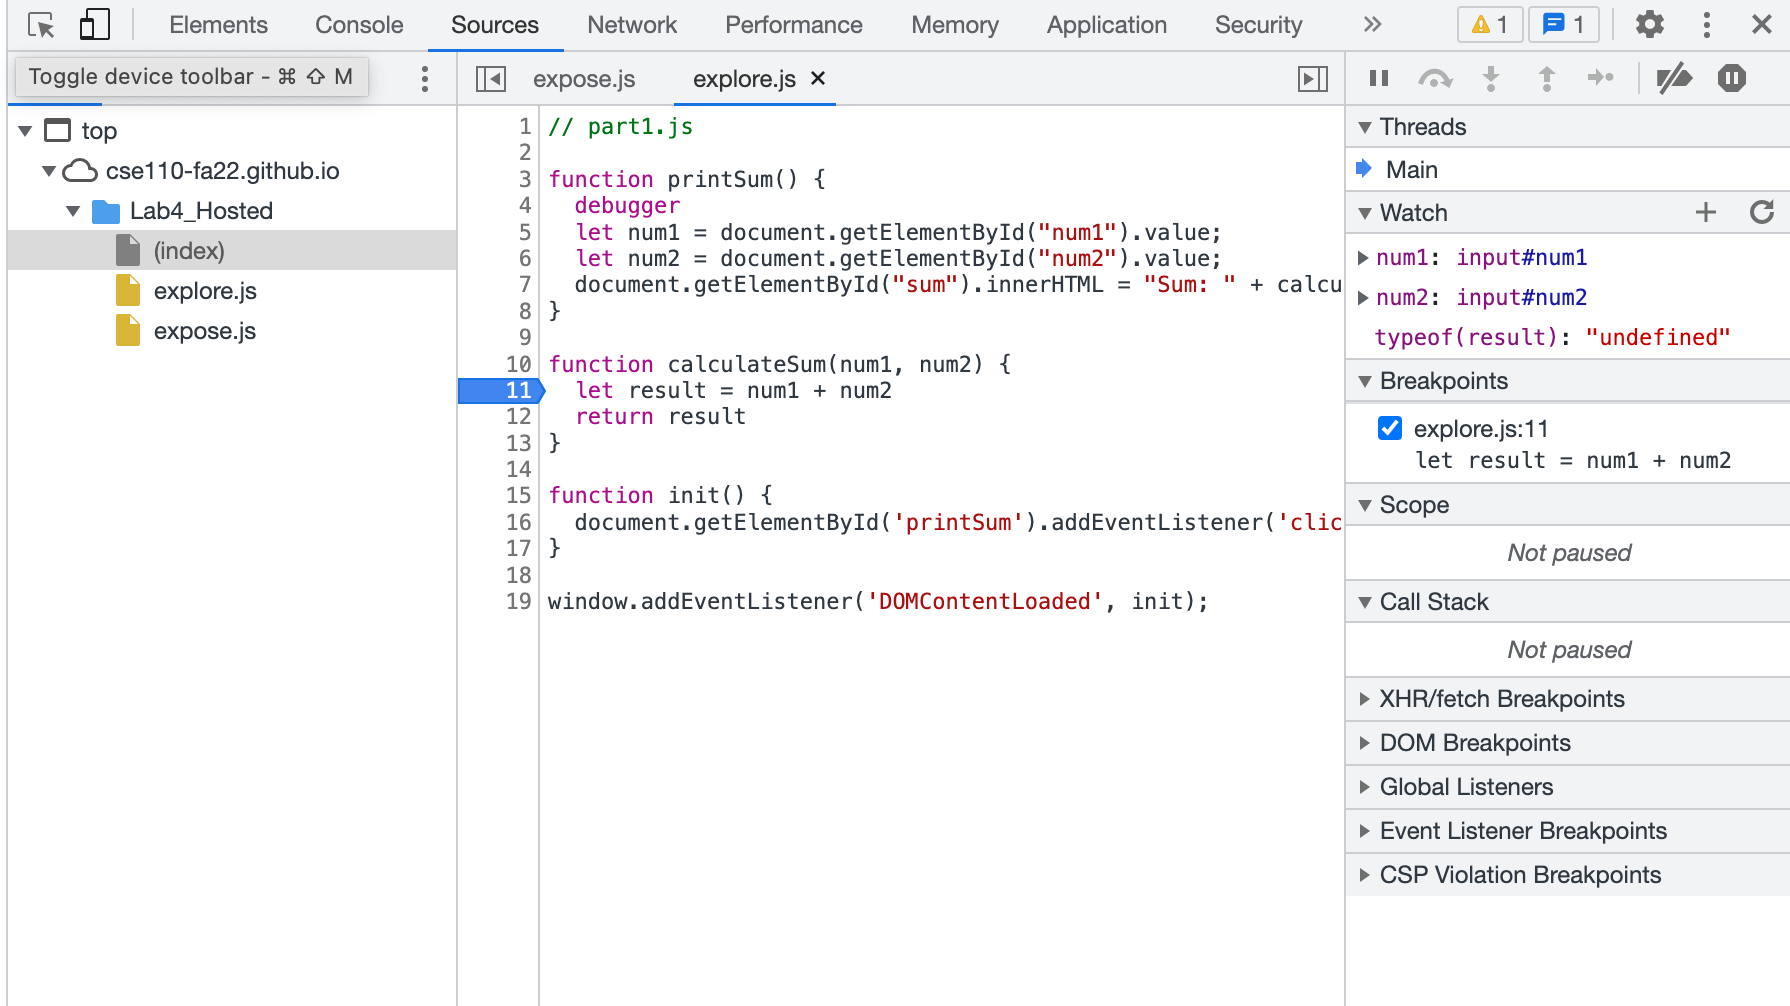 Elements Console Sources Network Performance Memory Application Security » 1 1
Toggle device toolbar - ⌘ ⇧ M
top
cse110-fa22.github.io
Lab4_Hosted
(index)
explore.js
expose.js
expose.js explore.js ×
1 // part1.js
2
3 function printSum() {
4   debugger
5   let num1 = document.getElementById("num1").value;
6   let num2 = document.getElementById("num2").value;
7   document.getElementById("sum").innerHTML = "Sum: " + calcu
8 }
9
10 function calculateSum(num1, num2) {
11   let result = num1 + num2
12   return result
13 }
14
15 function init() {
16   document.getElementById('printSum').addEventListener('clic
17 }
18
19 window.addEventListener('DOMContentLoaded', init);
Threads
Main
Watch
num1: input#num1
num2: input#num2
typeof(result): "undefined"
Breakpoints
explore.js:11
let result = num1 + num2
Scope
Not paused
Call Stack
Not paused
XHR/fetch Breakpoints
DOM Breakpoints
Global Listeners
Event Listener Breakpoints
CSP Violation Breakpoints